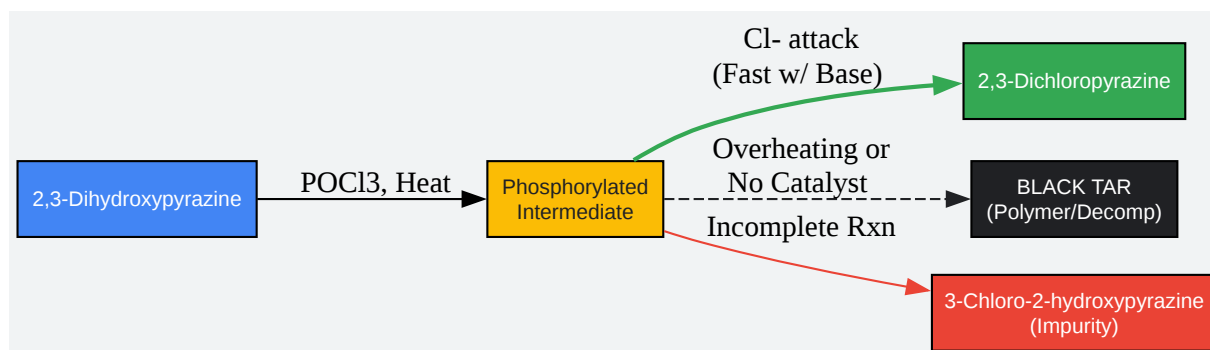 2,3-Dihydroxypyrazine
POCl3, Heat
Phosphorylated
Intermediate
Cl- attack
(Fast w/ Base)
2,3-Dichloropyrazine
Overheating or
No Catalyst
BLACK TAR
(Polymer/Decomp)
Incomplete Rxn
3-Chloro-2-hydroxypyrazine
(Impurity)